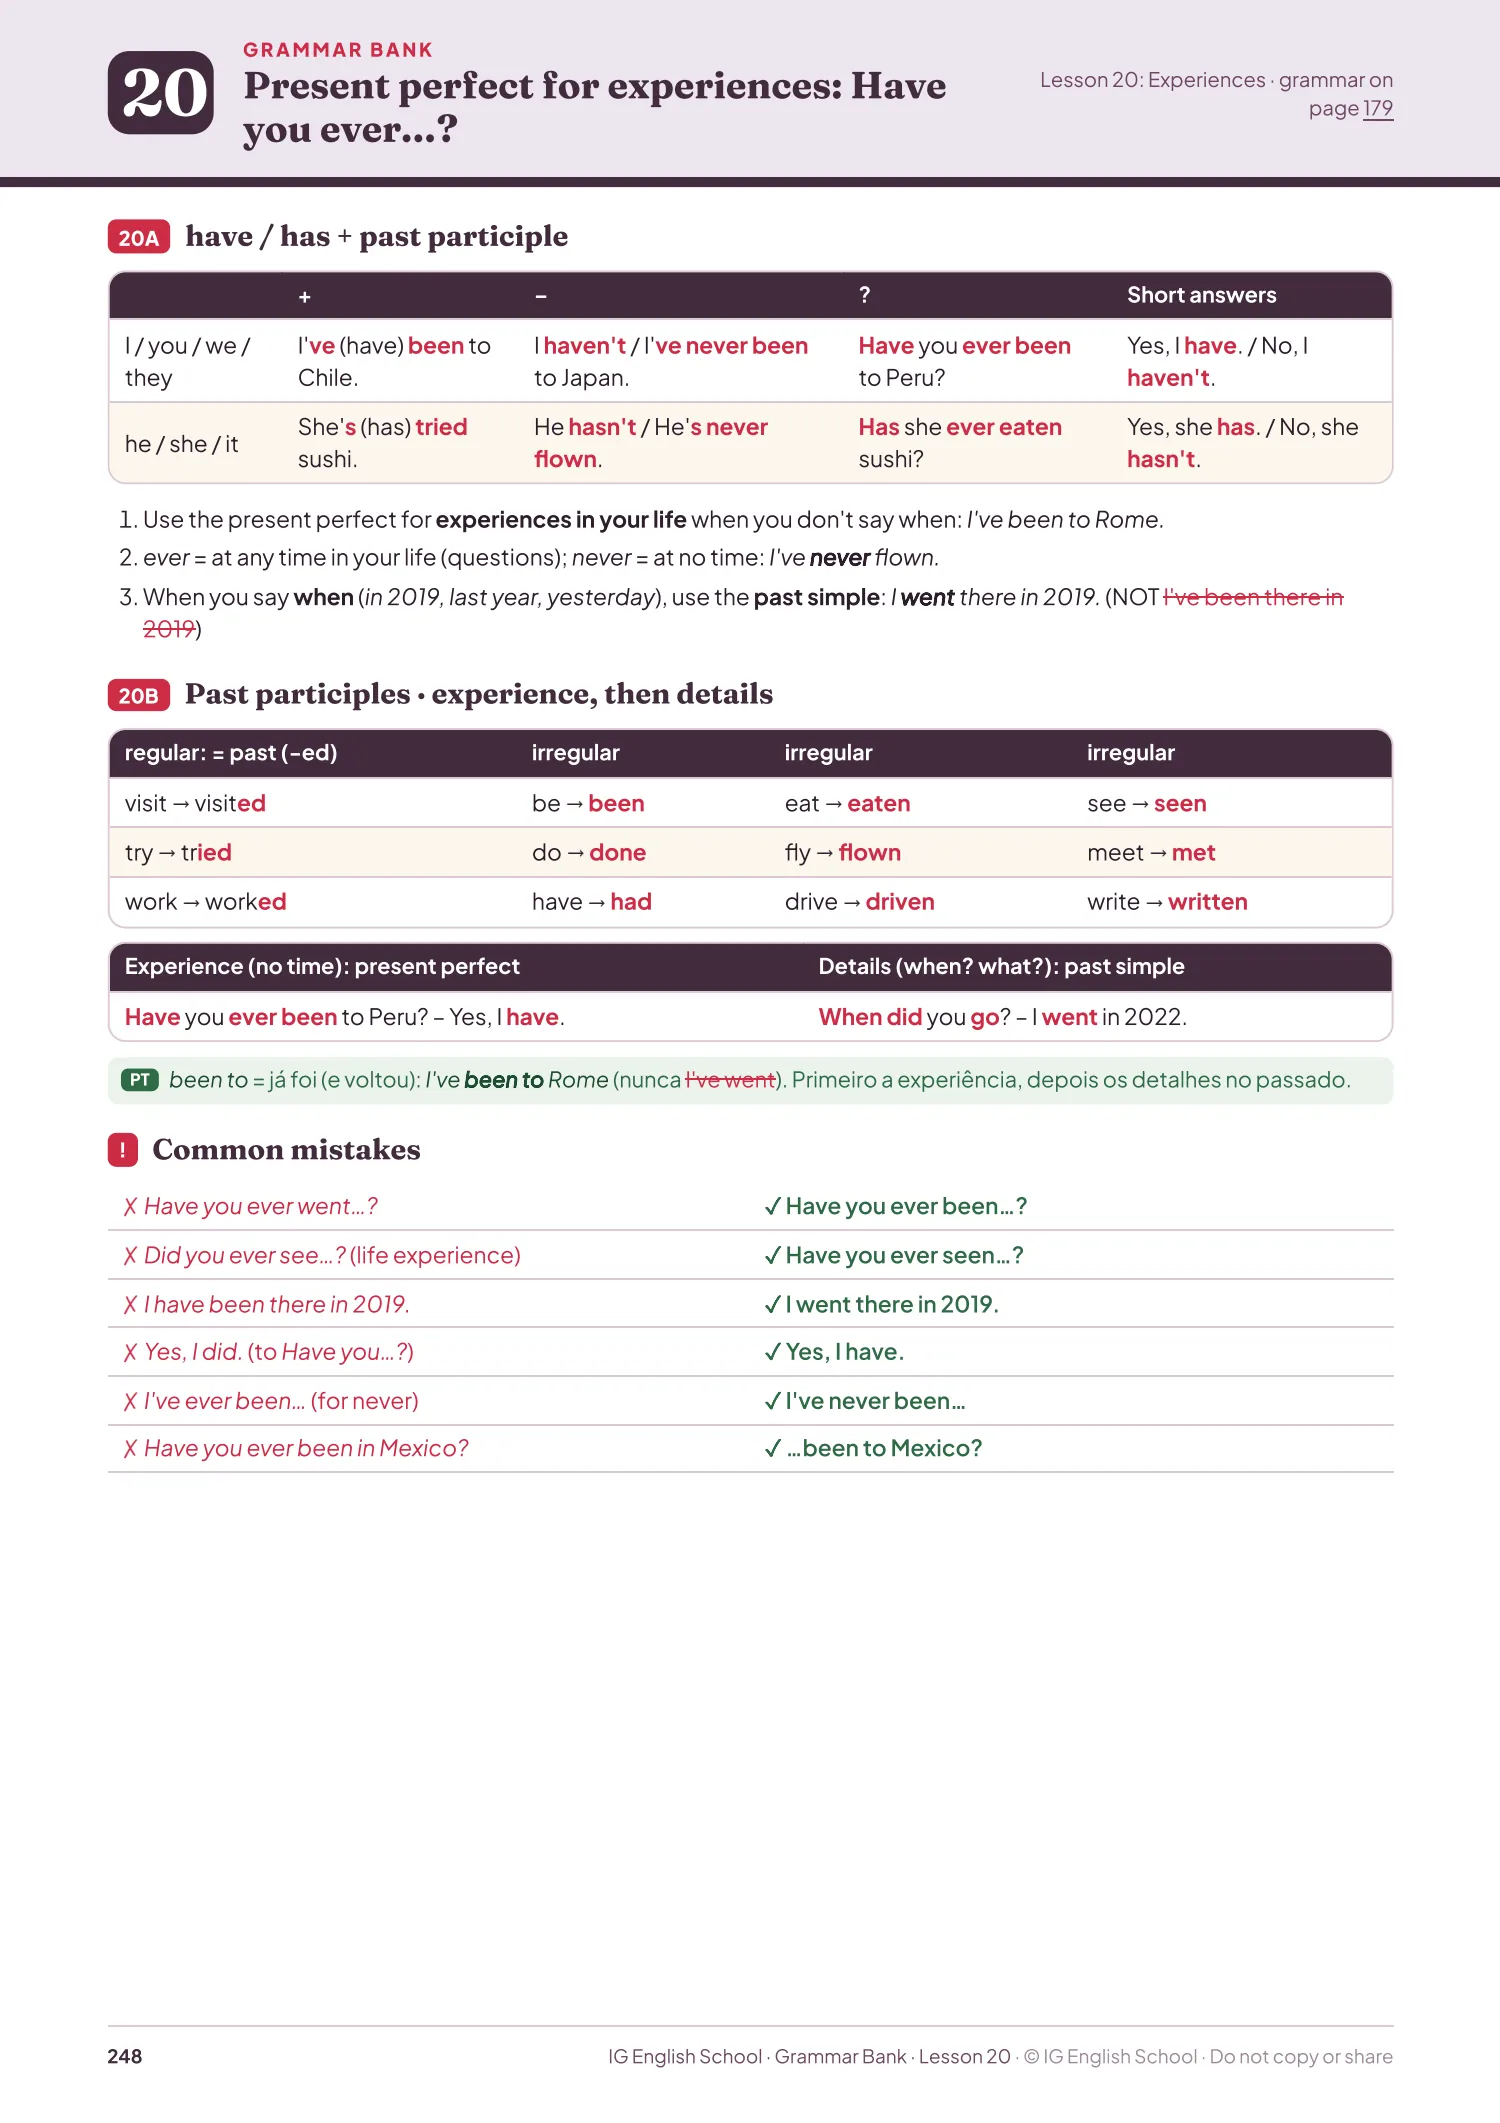 20
GRAMMAR BANK
Present perfect for experiences: Have
you ever…?
Lesson 20: Experiences · grammar on
page 179
20A have / has + past participle
+ – ? Short answers
I / you / we / I've (have) been to I haven't / I've never been Have you ever been Yes, I have. / No, I
they Chile. to Japan. to Peru? haven't.
he / she / it She's (has) tried He hasn't / He's never Has she ever eaten Yes, she has. / No, she
sushi. flown. sushi? hasn't.
1. Use the present perfect for experiences in your life when you don't say when: I've been to Rome.
2. ever = at any time in your life (questions); never = at no time: I've never flown.
3. When you say when (in 2019, last year, yesterday), use the past simple: I went there in 2019. (NOT I've been there in
2019)
20B Past participles · experience, then details
regular: = past (-ed) irregular irregular irregular
visit → visited be → been eat → eaten see → seen
try → tried do → done fly → flown meet → met
work → worked have → had drive → driven write → written
Experience (no time): present perfect Details (when? what?): past simple
Have you ever been to Peru? – Yes, I have. When did you go? – I went in 2022.
PT been to = já foi (e voltou): I've been to Rome (nunca I've went). Primeiro a experiência, depois os detalhes no passado.
! Common mistakes
✗ Have you ever went…? ✓ Have you ever been…?
✗ Did you ever see…? (life experience) ✓ Have you ever seen…?
✗ I have been there in 2019. ✓ I went there in 2019.
✗ Yes, I did. (to Have you…?) ✓ Yes, I have.
✗ I've ever been… (for never) ✓ I've never been…
✗ Have you ever been in Mexico? ✓ …been to Mexico?
248 IG English School · Grammar Bank · Lesson 20 · © IG English School · Do not copy or share